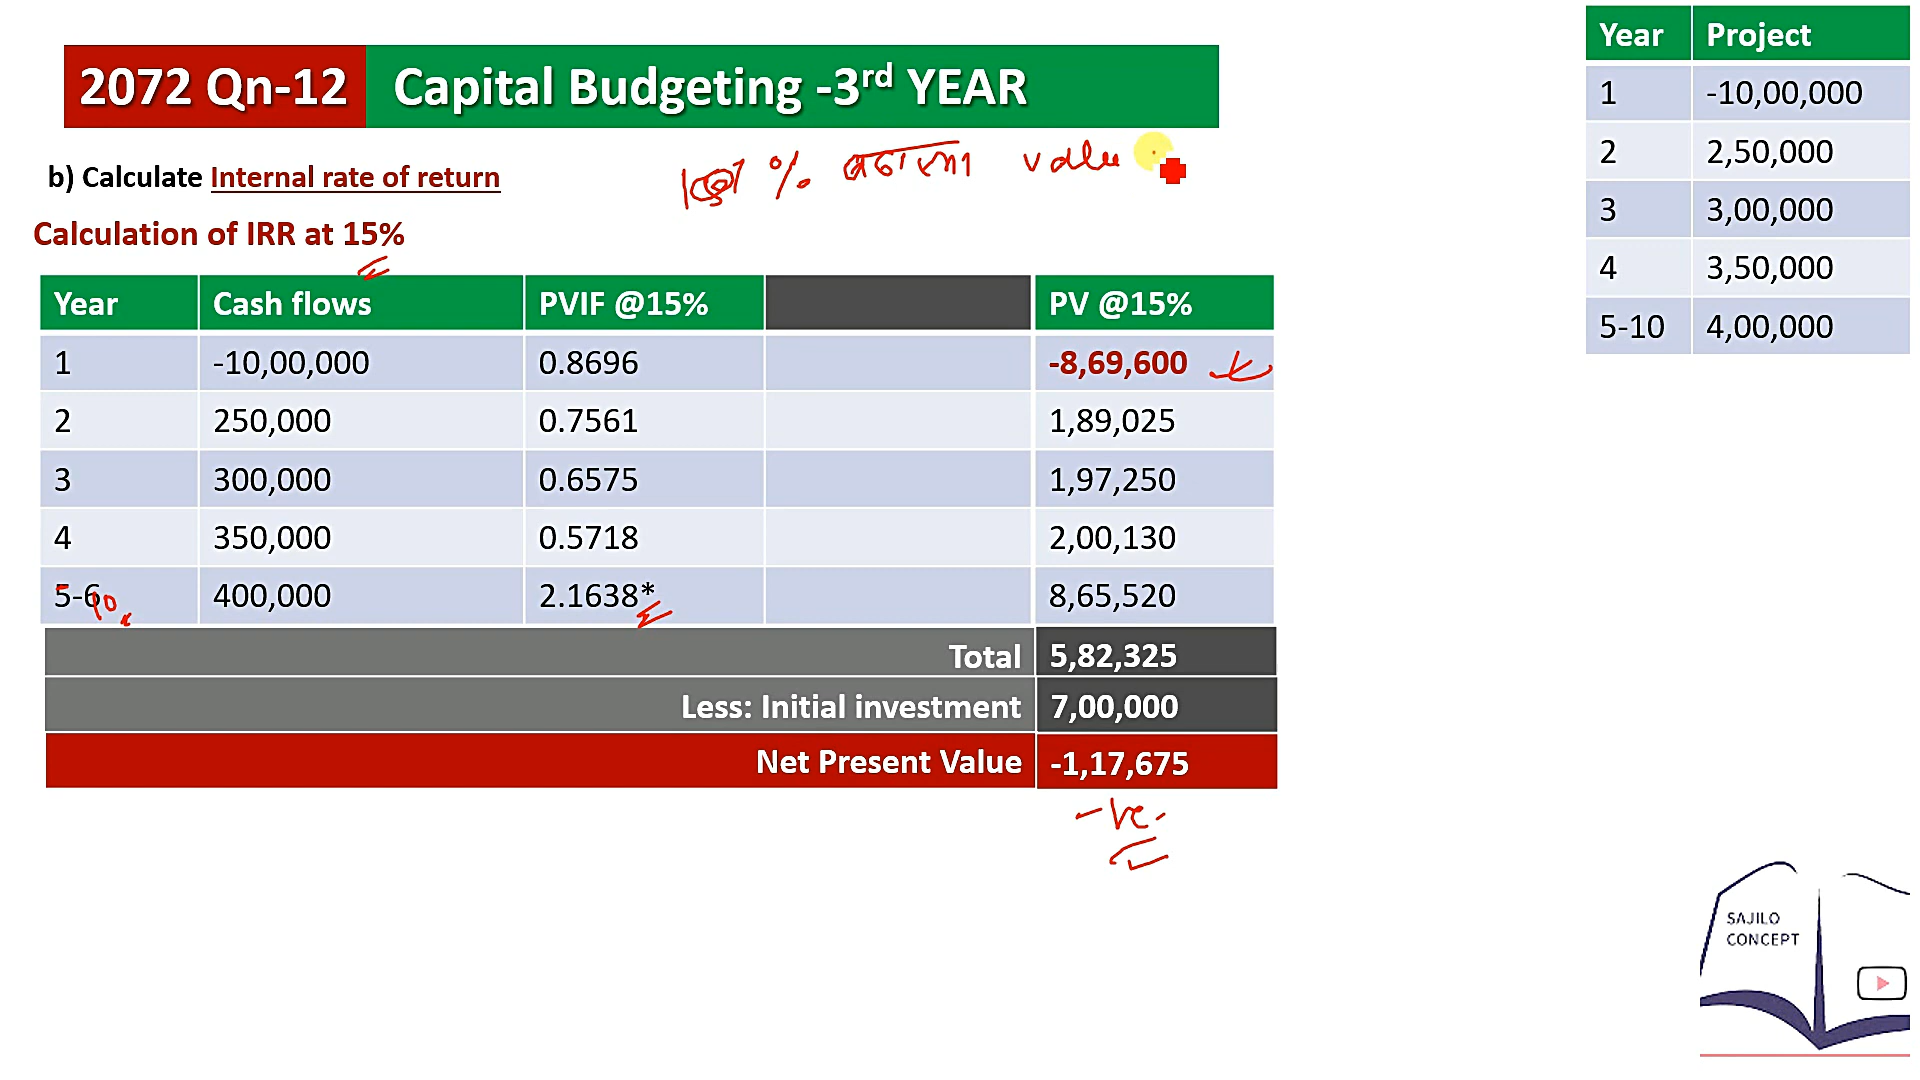 2072 Qn-12 Capital Budgeting -3rd YEAR
b) Calculate Internal rate of return
% value
Calculation of IRR at 15%
Year Cash flows PVIF @15% PV @15%
1 -10,00,000 0.8696 -8,69,600
2 250,000 0.7561 1,89,025
3 300,000 0.6575 1,97,250
4 350,000 0.5718 2,00,130
5-6 10 400,000 2.1638* 8,65,520
Total 5,82,325
Less: Initial investment 7,00,000
Net Present Value -1,17,675
-ve.
Year Project
1 -10,00,000
2 2,50,000
3 3,00,000
4 3,50,000
5-10 4,00,000
SAJILO
CONCEPT